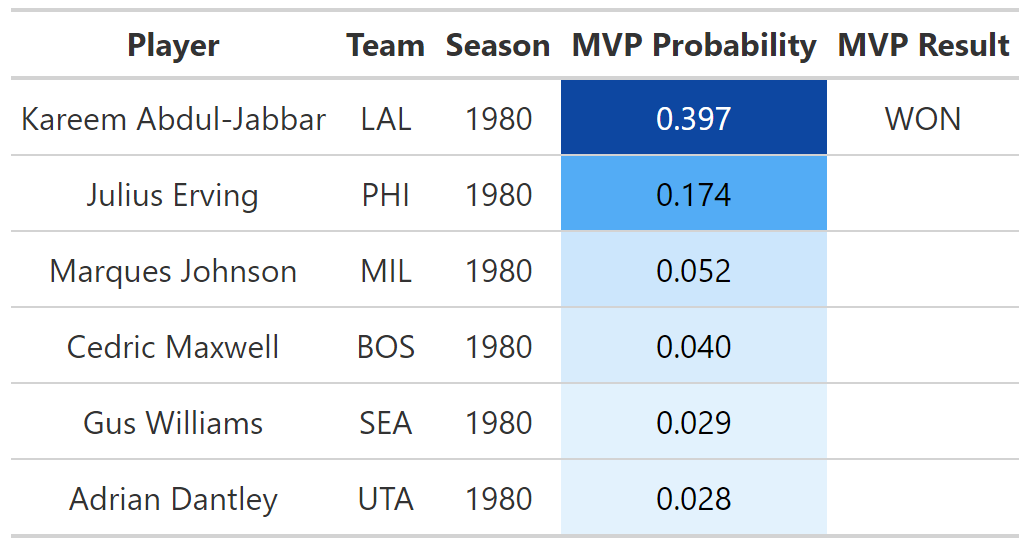 Player Team Season MVP Probability MVP Result
Kareem Abdul-Jabbar LAL 1980 0.397 WON
Julius Erving PHI 1980 0.174
Marques Johnson MIL 1980 0.052
Cedric Maxwell BOS 1980 0.040
Gus Williams SEA 1980 0.029
Adrian Dantley UTA 1980 0.028